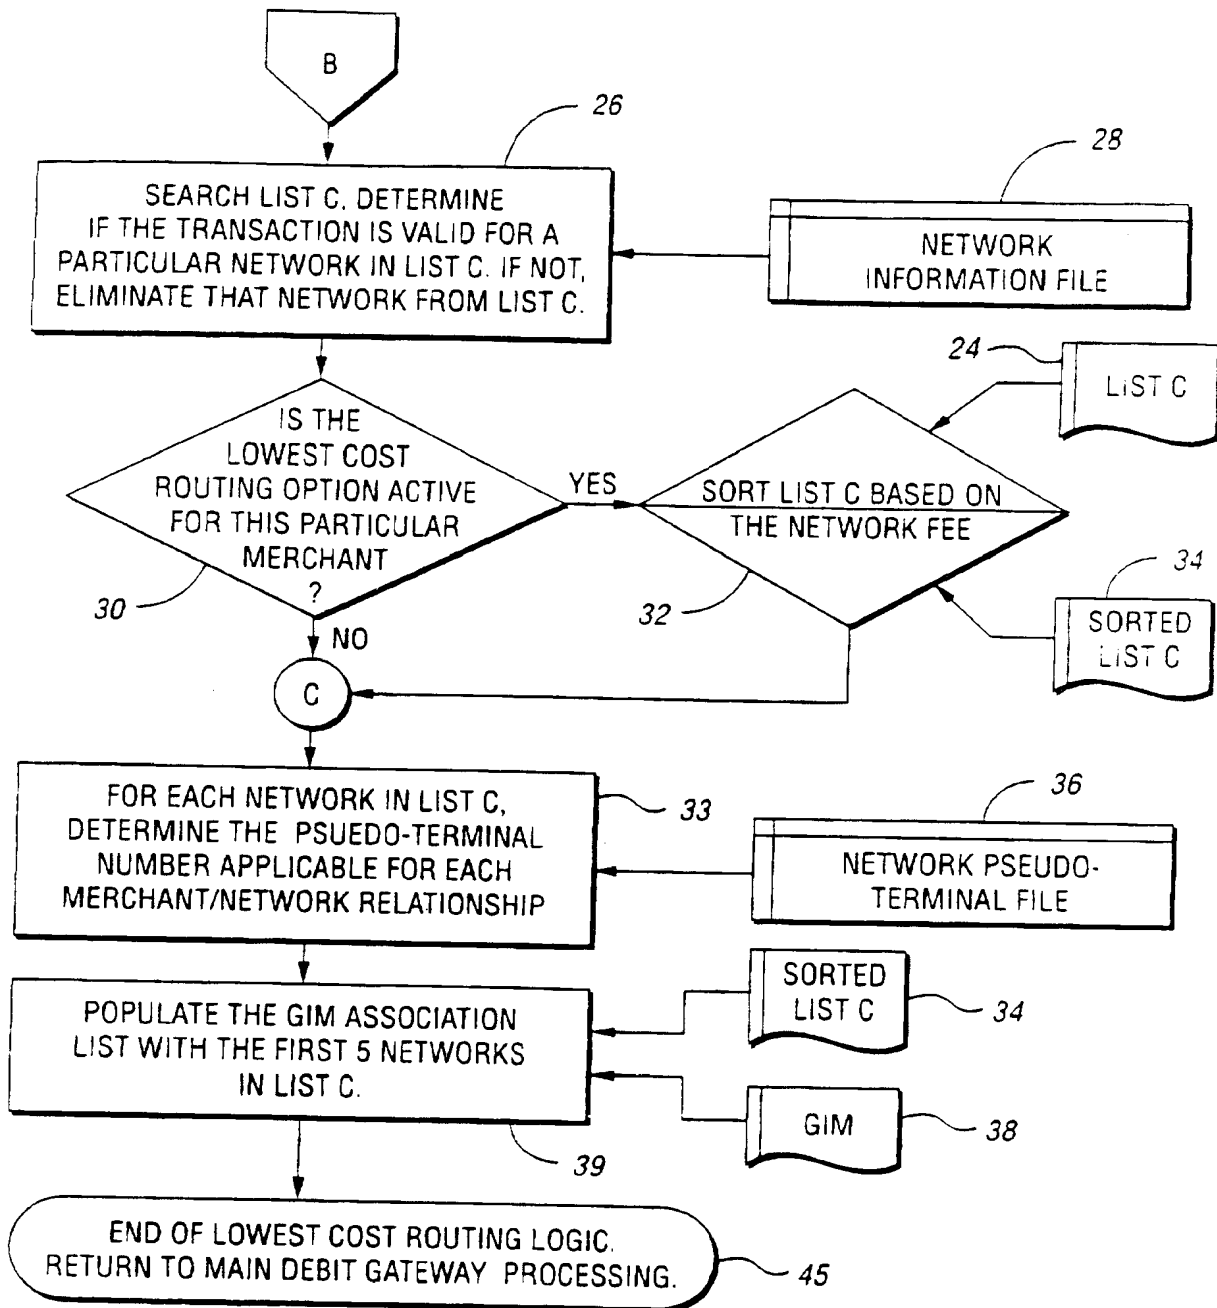 B
26
SEARCH LIST C. DETERMINE
IF THE TRANSACTION IS VALID FOR A
PARTICULAR NETWORK IN LIST C. IF NOT,
ELIMINATE THAT NETWORK FROM LIST C.
28
NETWORK
INFORMATION FILE
24
LIST C
IS THE
LOWEST COST
ROUTING OPTION ACTIVE
FOR THIS PARTICULAR
MERCHANT
?
30
YES
SORT LIST C BASED ON
THE NETWORK FEE
32
34
SORTED
LIST C
NO
C
FOR EACH NETWORK IN LIST C,
DETERMINE THE PSUEDO-TERMINAL
NUMBER APPLICABLE FOR EACH
MERCHANT/NETWORK RELATIONSHIP
33
36
NETWORK PSEUDO-
TERMINAL FILE
POPULATE THE GIM ASSOCIATION
LIST WITH THE FIRST 5 NETWORKS
IN LIST C.
39
SORTED
LIST C
34
GIM
38
END OF LOWEST COST ROUTING LOGIC.
RETURN TO MAIN DEBIT GATEWAY PROCESSING.
45